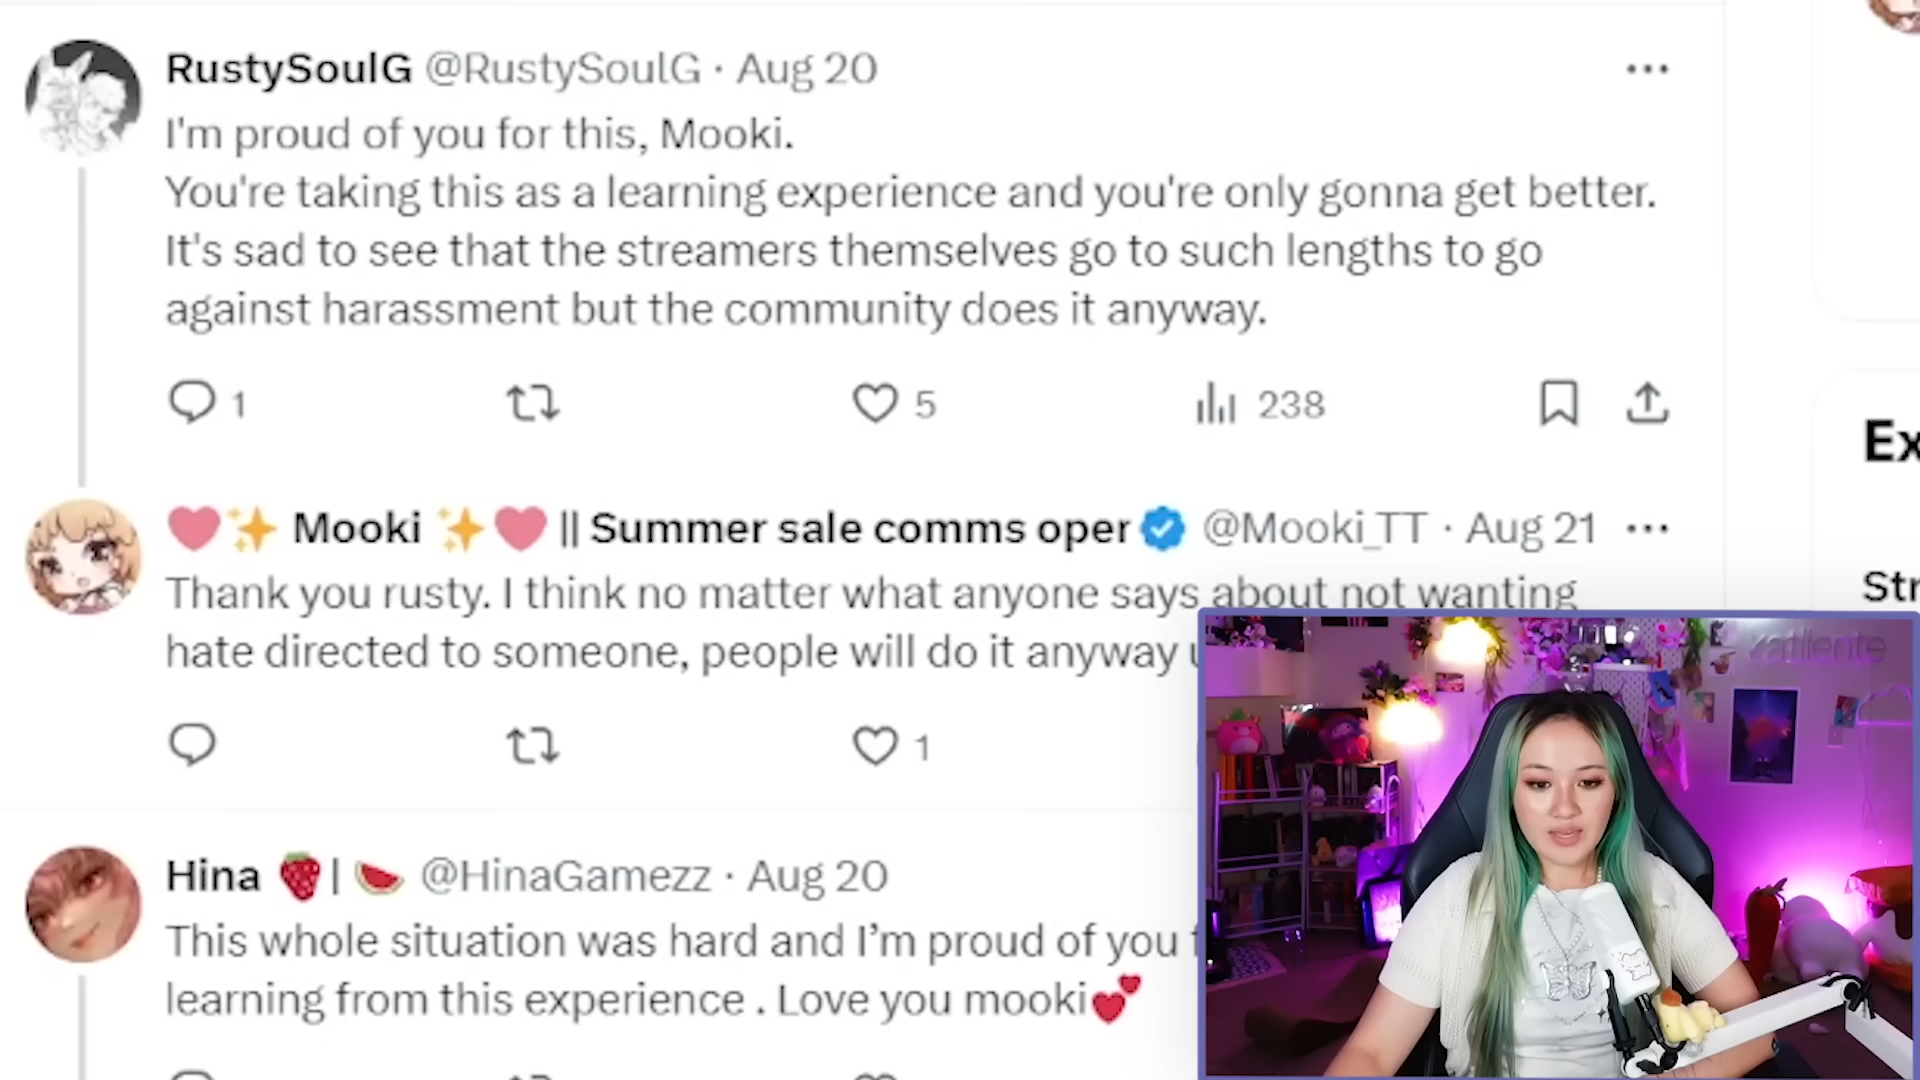 RustySoulG @RustySoulG · Aug 20
I'm proud of you for this, Mooki.
You're taking this as a learning experience and you're only gonna get better.
It's sad to see that the streamers themselves go to such lengths to go
against harassment but the community does it anyway.
1 5 238
❤️✨ Mooki ✨❤️ || Summer sale comms oper @Mooki_TT · Aug 21
Thank you rusty. I think no matter what anyone says about not wanting
hate directed to someone, people will do it anyway
1
Hina 🍓| 🍉 @HinaGamezz · Aug 20
This whole situation was hard and I’m proud of you
learning from this experience . Love you mooki💕
Ex
Str